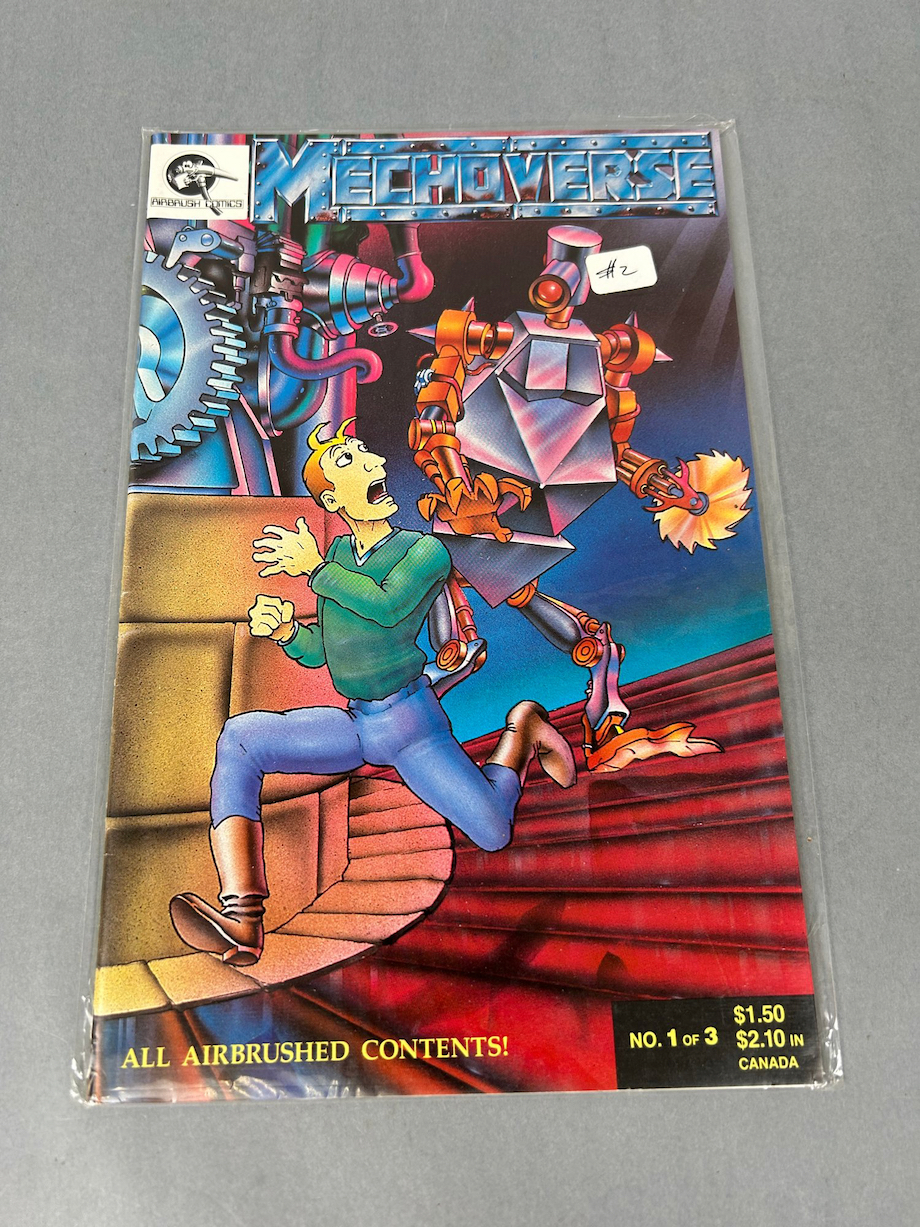 AIRBRUSH COMICS
MECHOVERSE
#2
ALL AIRBRUSHED CONTENTS!
NO. 1 OF 3
$1.50
$2.10 IN
CANADA